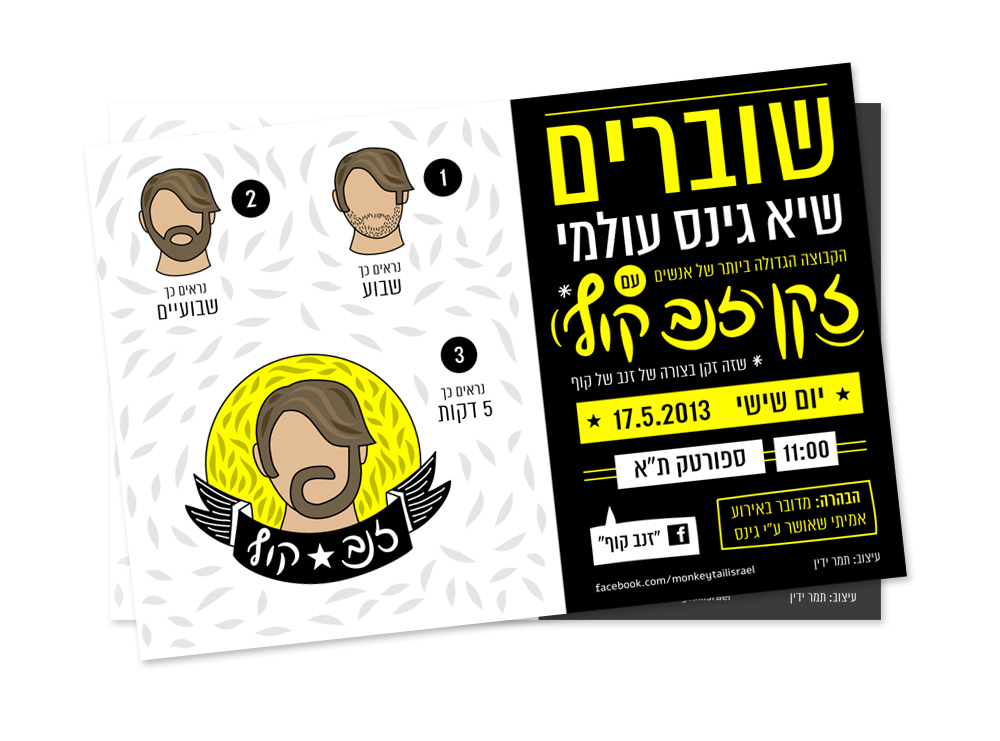 שוברים
שיא גינס עולמי
הקבוצה הגדולה ביותר של אנשים עם
זקן "זנב קוף" *
* שזה זקן בצורה של זנב של קוף
★ יום שישי 17.5.2013 ★
11:00 ספורטק ת"א
הבהרה: מדובר באירוע
אמיתי שאושר ע"י גינס
f "זנב קוף"
facebook.com/monkeytailisrael
עיצוב: תמר ידין
1
נראים כך
שבוע
2
נראים כך
שבועיים
3
נראים כך
5 דקות
זנב ★ קוף
עיצוב: תמר ידין